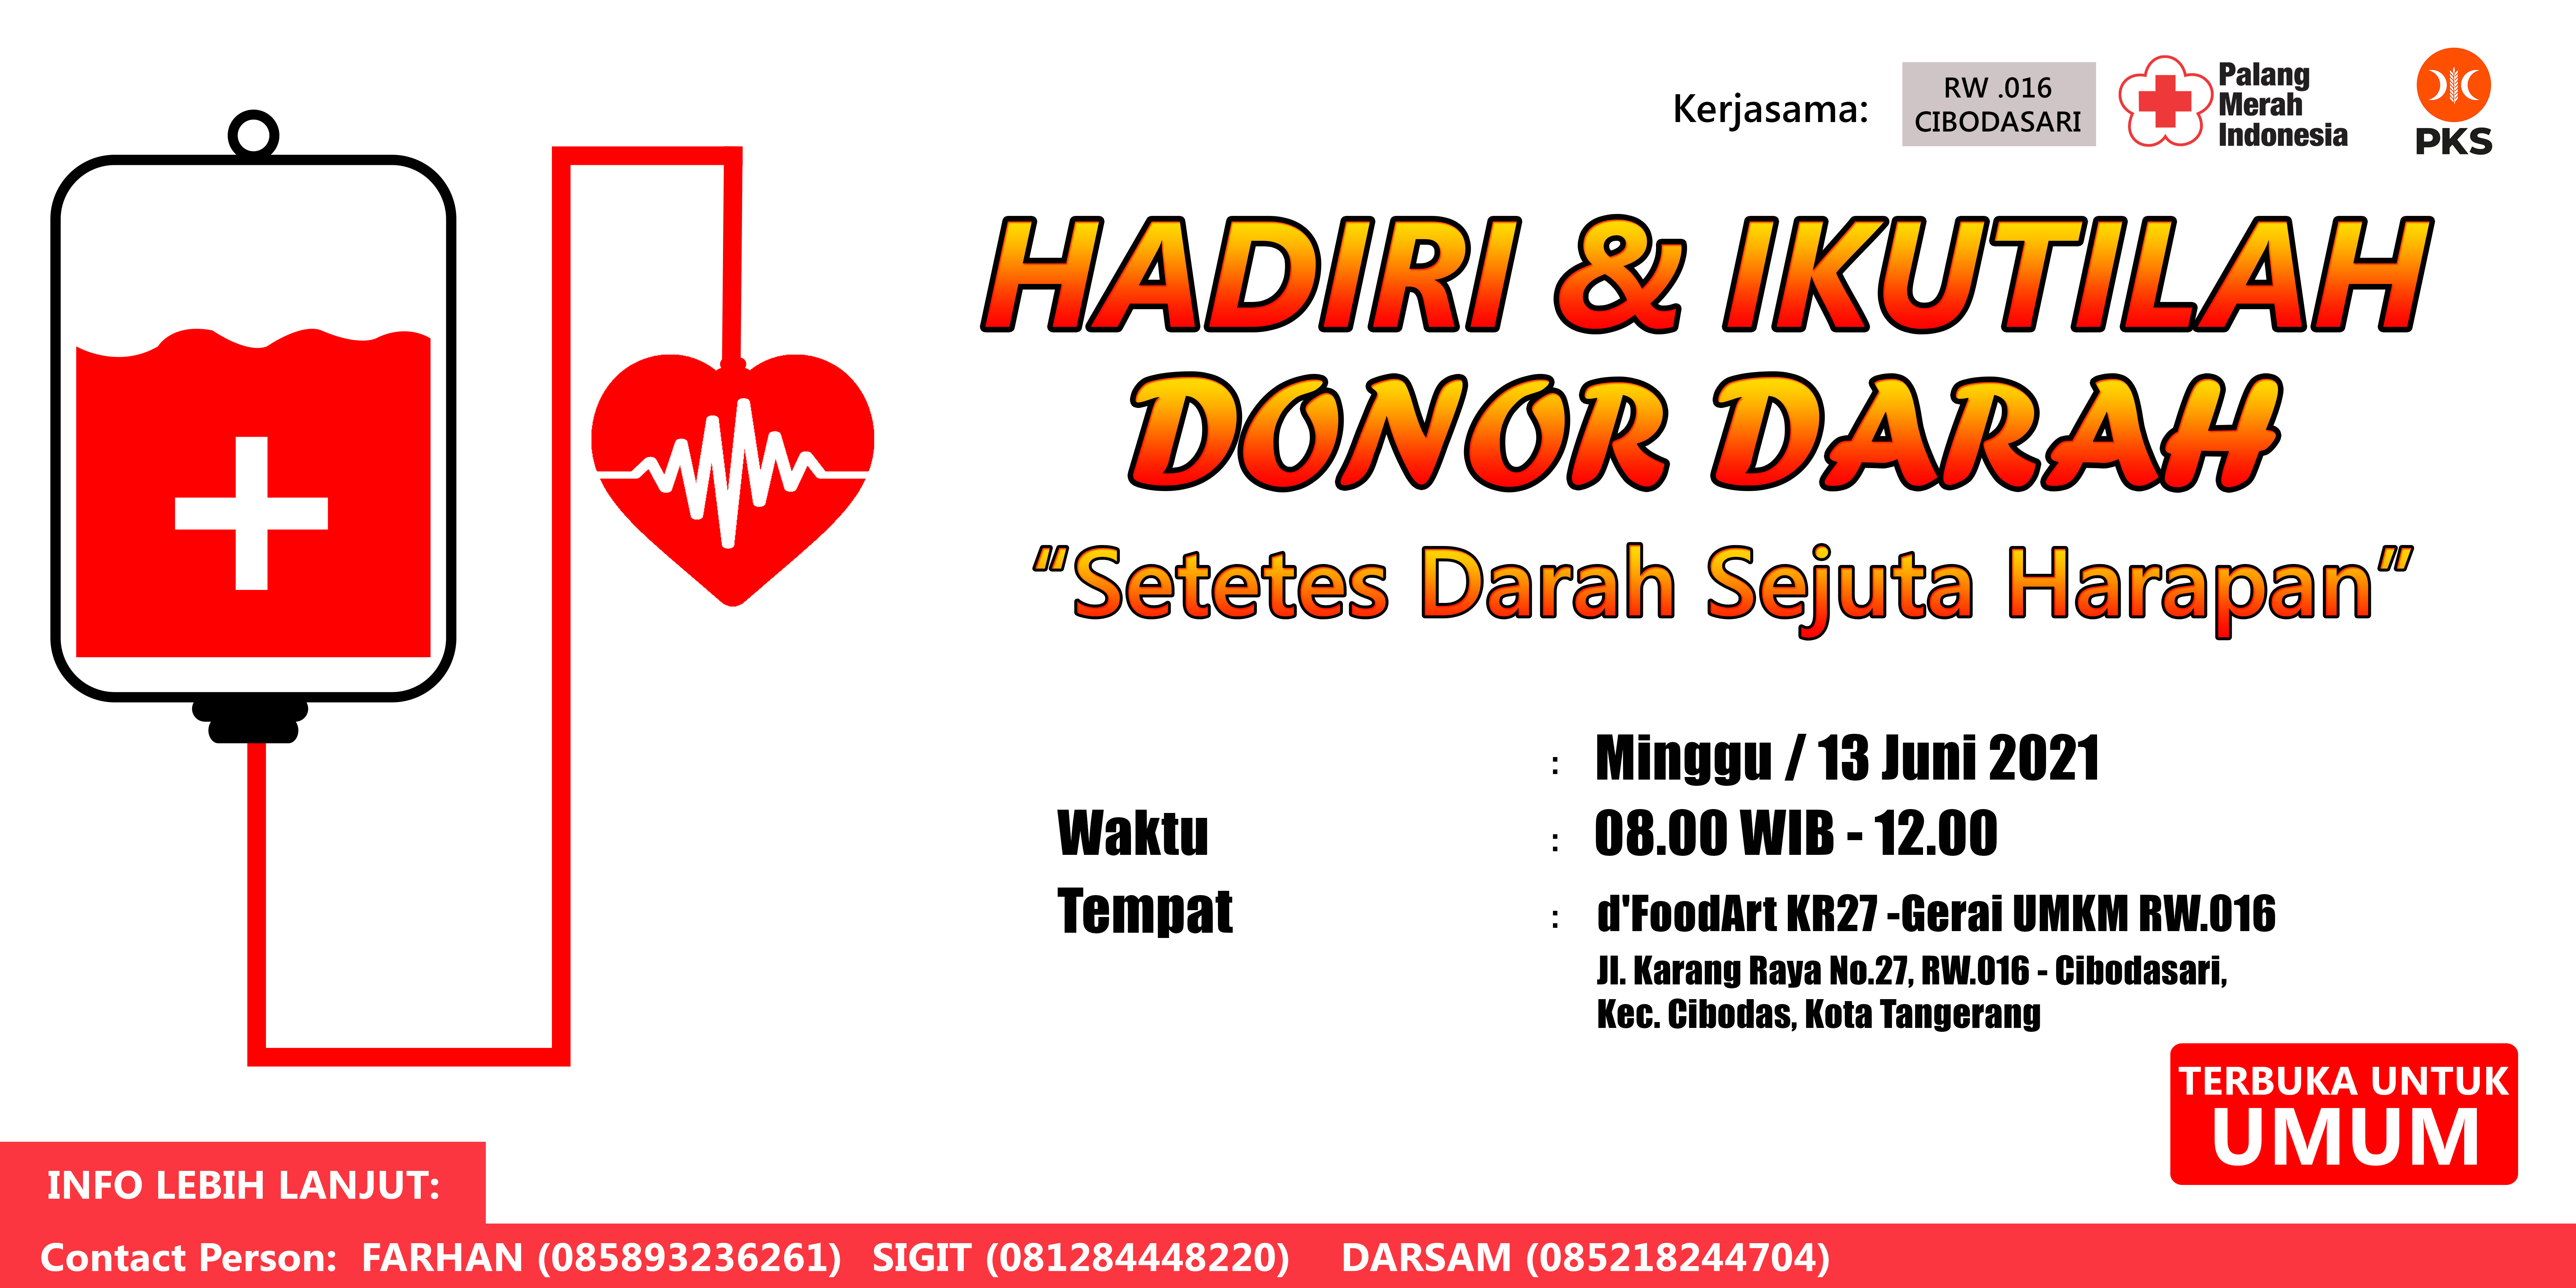 Kerjasama:
RW .016
CIBODASARI
Palang
Merah
Indonesia
PKS
HADIRI & IKUTILAH
DONOR DARAH
“Setetes Darah Sejuta Harapan”
: Minggu / 13 Juni 2021
Waktu : 08.00 WIB - 12.00
Tempat : d'FoodArt KR27 -Gerai UMKM RW.016
Jl. Karang Raya No.27, RW.016 - Cibodasari,
Kec. Cibodas, Kota Tangerang
TERBUKA UNTUK
UMUM
INFO LEBIH LANJUT:
Contact Person: FARHAN (085893236261) SIGIT (081284448220) DARSAM (085218244704)